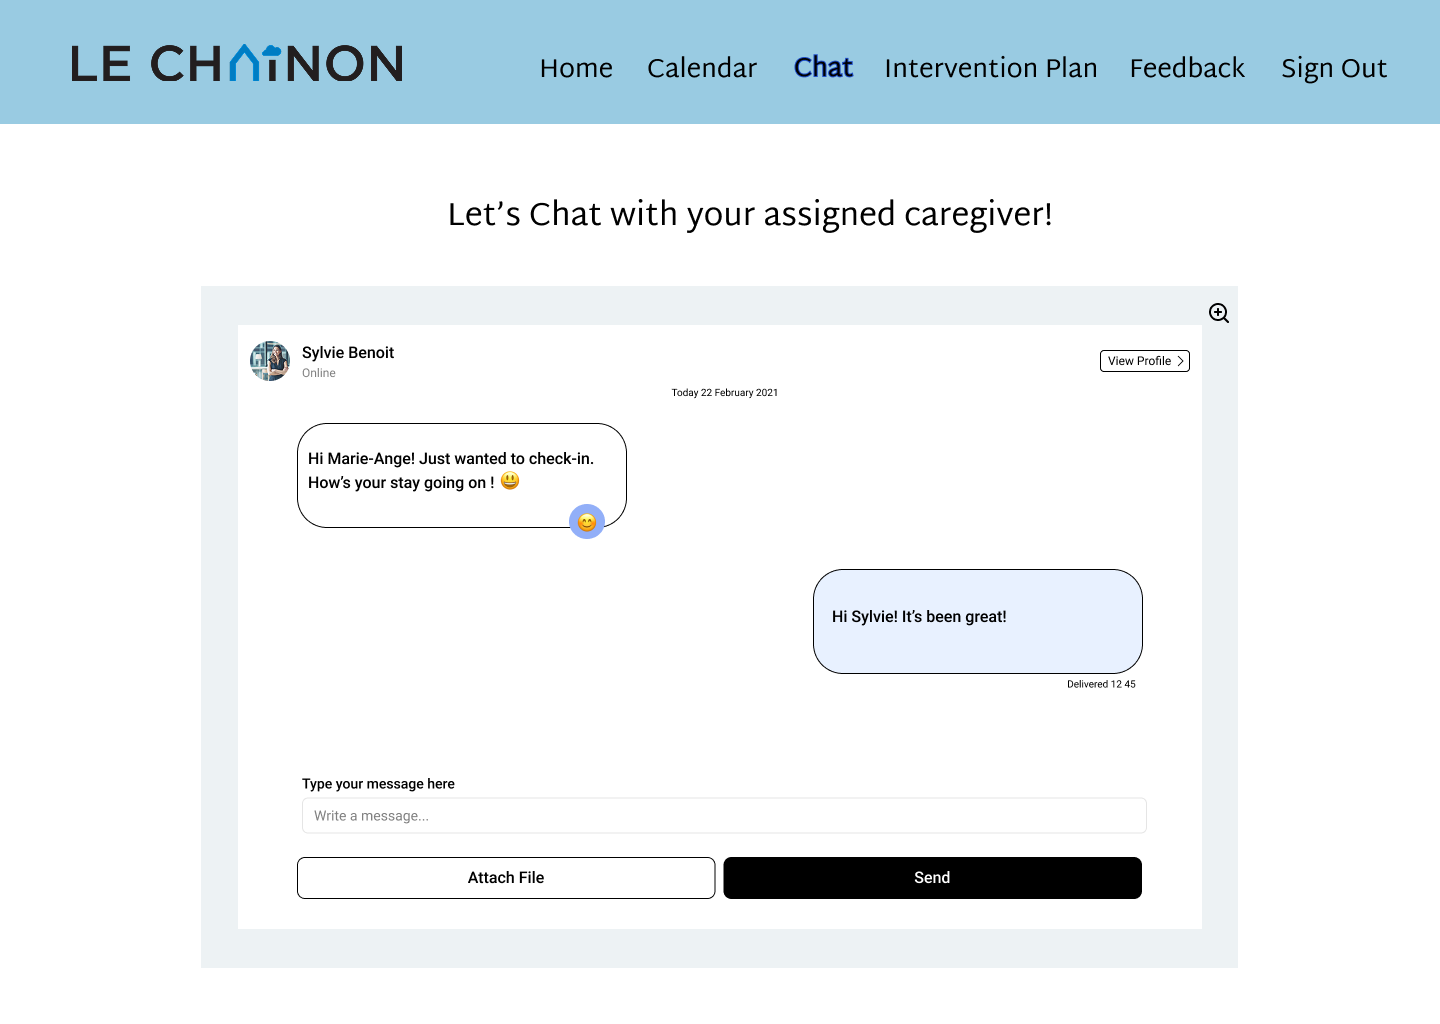 LE CHAÎNON
Home Calendar Chat Intervention Plan Feedback Sign Out
Let’s Chat with your assigned caregiver!
Sylvie Benoit
Online
View Profile
Today 22 February 2021
Hi Marie-Ange! Just wanted to check-in.
How’s your stay going on ! 😃
😊
Hi Sylvie! It’s been great!
Delivered 12 45
Type your message here
Write a message...
Attach File
Send